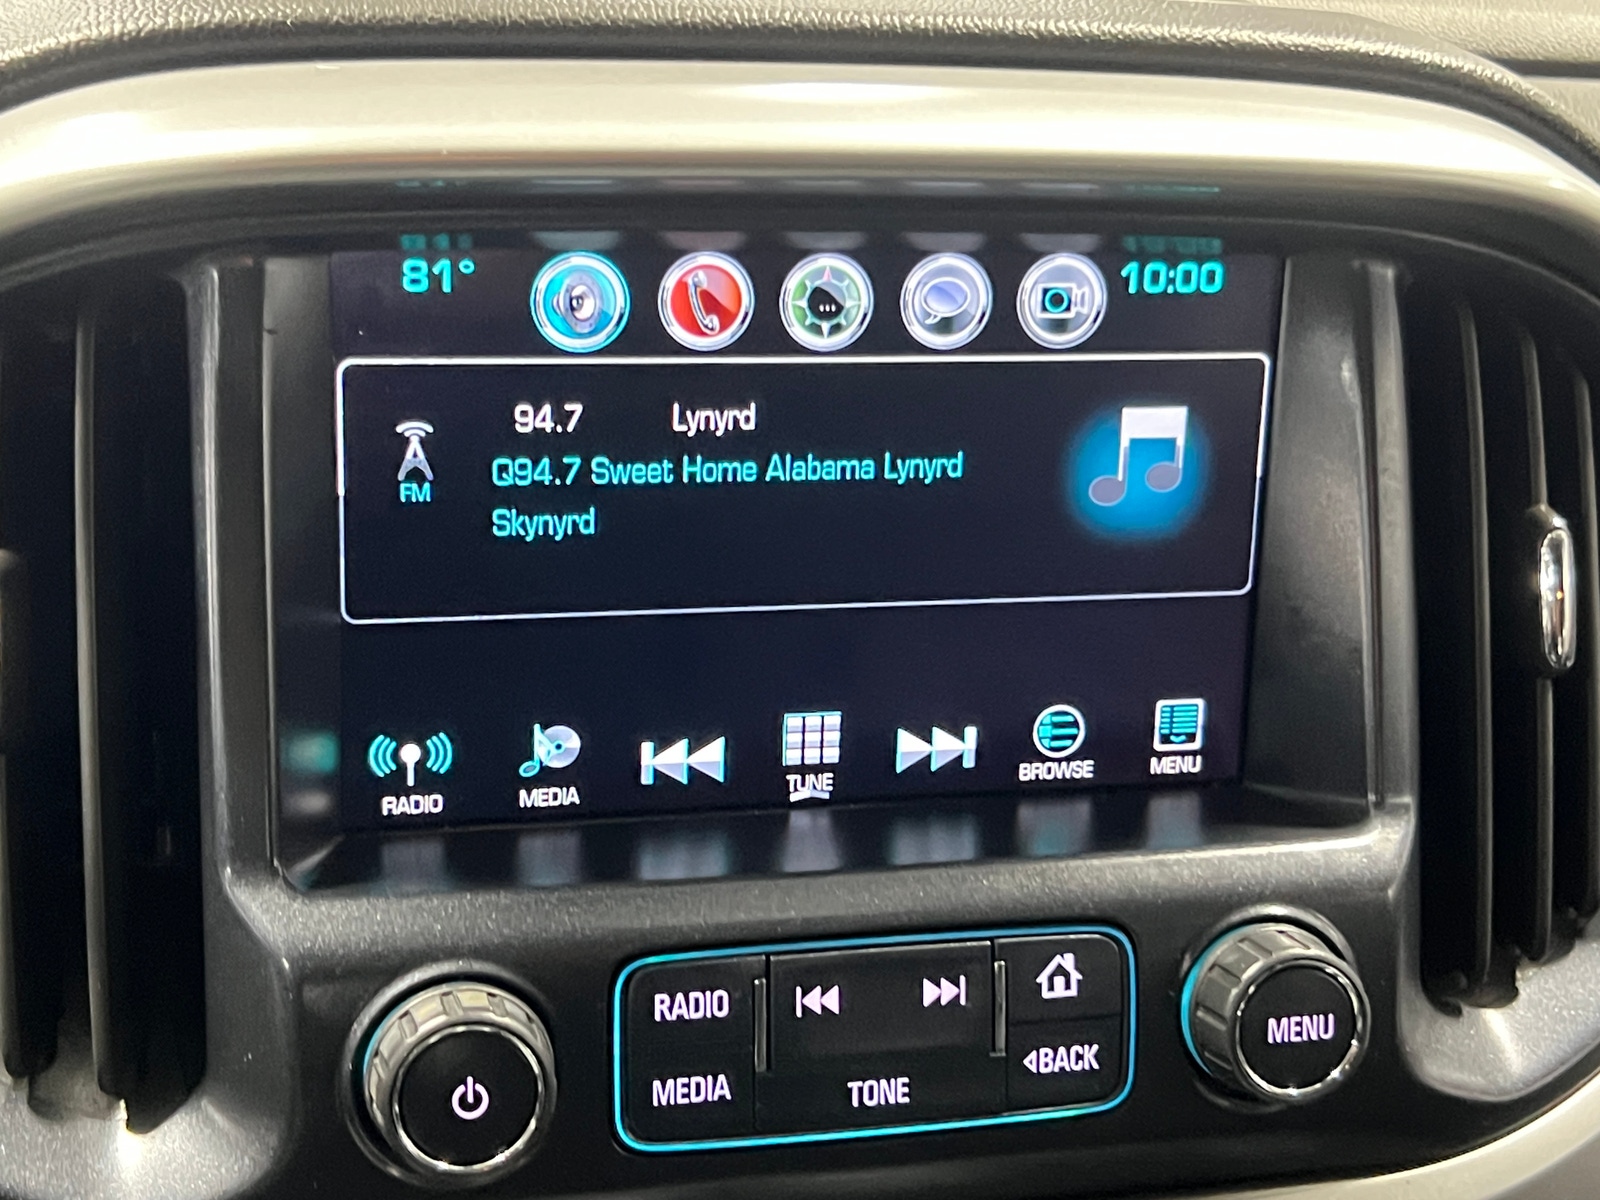 81° 10:00
94.7 Lynyrd
Q94.7 Sweet Home Alabama Lynyrd
Skynyrd
FM
RADIO MEDIA TUNE BROWSE MENU
RADIO
MEDIA
TONE
◁BACK
MENU